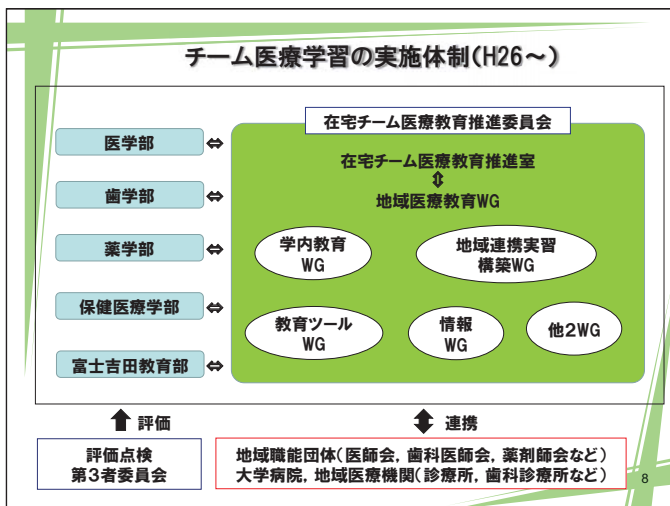 チーム医療学習の実施体制(H26～)
在宅チーム医療教育推進委員会
医学部 ⇔
歯学部 ⇔
薬学部 ⇔
保健医療学部 ⇔
富士吉田教育部 ⇔
在宅チーム医療教育推進室
⇕
地域医療教育WG
学内教育
WG
地域連携実習
構築WG
教育ツール
WG
情報
WG
他2WG
評価
連携
評価点検
第3者委員会
地域職能団体(医師会, 歯科医師会, 薬剤師会など)
大学病院, 地域医療機関(診療所, 歯科診療所など)
8